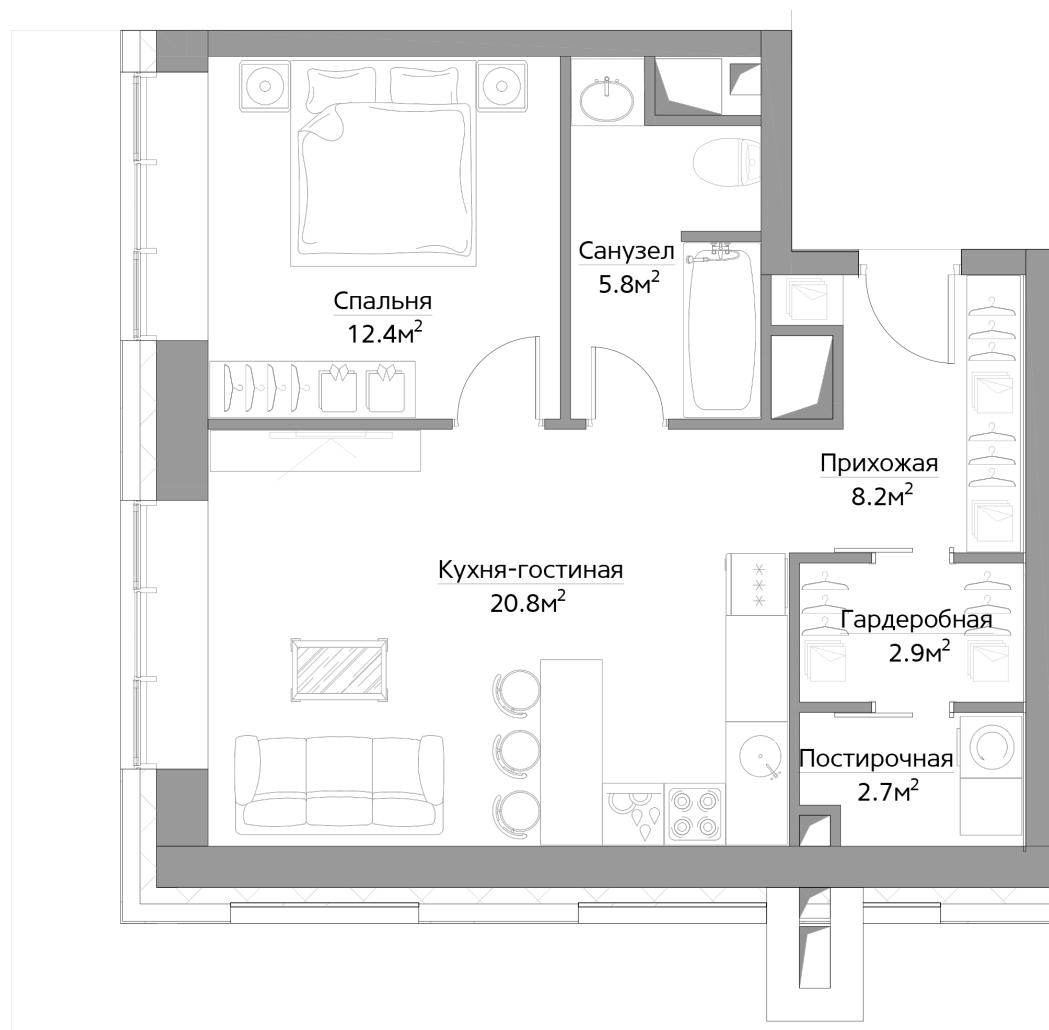 Санузел
5.8м²
Спальня
12.4м²
Прихожая
8.2м²
Кухня-гостиная
20.8м²
Гардеробная
2.9м²
Постирочная
2.7м²